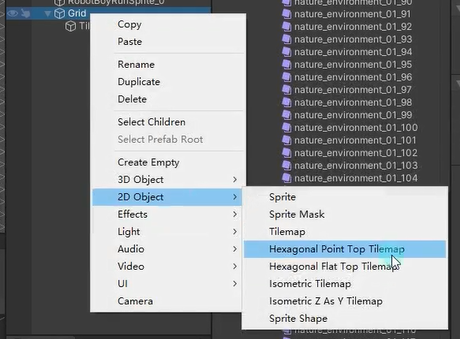 RobotBoyRunSprite_0
Grid
Copy
Paste
Rename
Duplicate
Delete
Select Children
Select Prefab Root
Create Empty
3D Object
2D Object
Effects
Light
Audio
Video
UI
Camera
Sprite
Sprite Mask
Tilemap
Hexagonal Point Top Tilemap
Hexagonal Flat Top Tilemap
Isometric Tilemap
Isometric Z As Y Tilemap
Sprite Shape
nature_environment_01_90
nature_environment_01_91
nature_environment_01_92
nature_environment_01_93
nature_environment_01_94
nature_environment_01_95
nature_environment_01_96
nature_environment_01_97
nature_environment_01_98
nature_environment_01_99
nature_environment_01_100
nature_environment_01_101
nature_environment_01_102
nature_environment_01_103
nature_environment_01_104